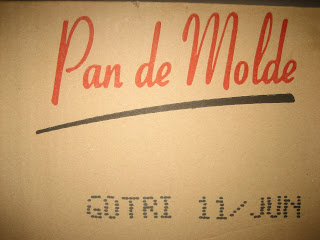 Pan de Molde
GOTRI 11/JUN